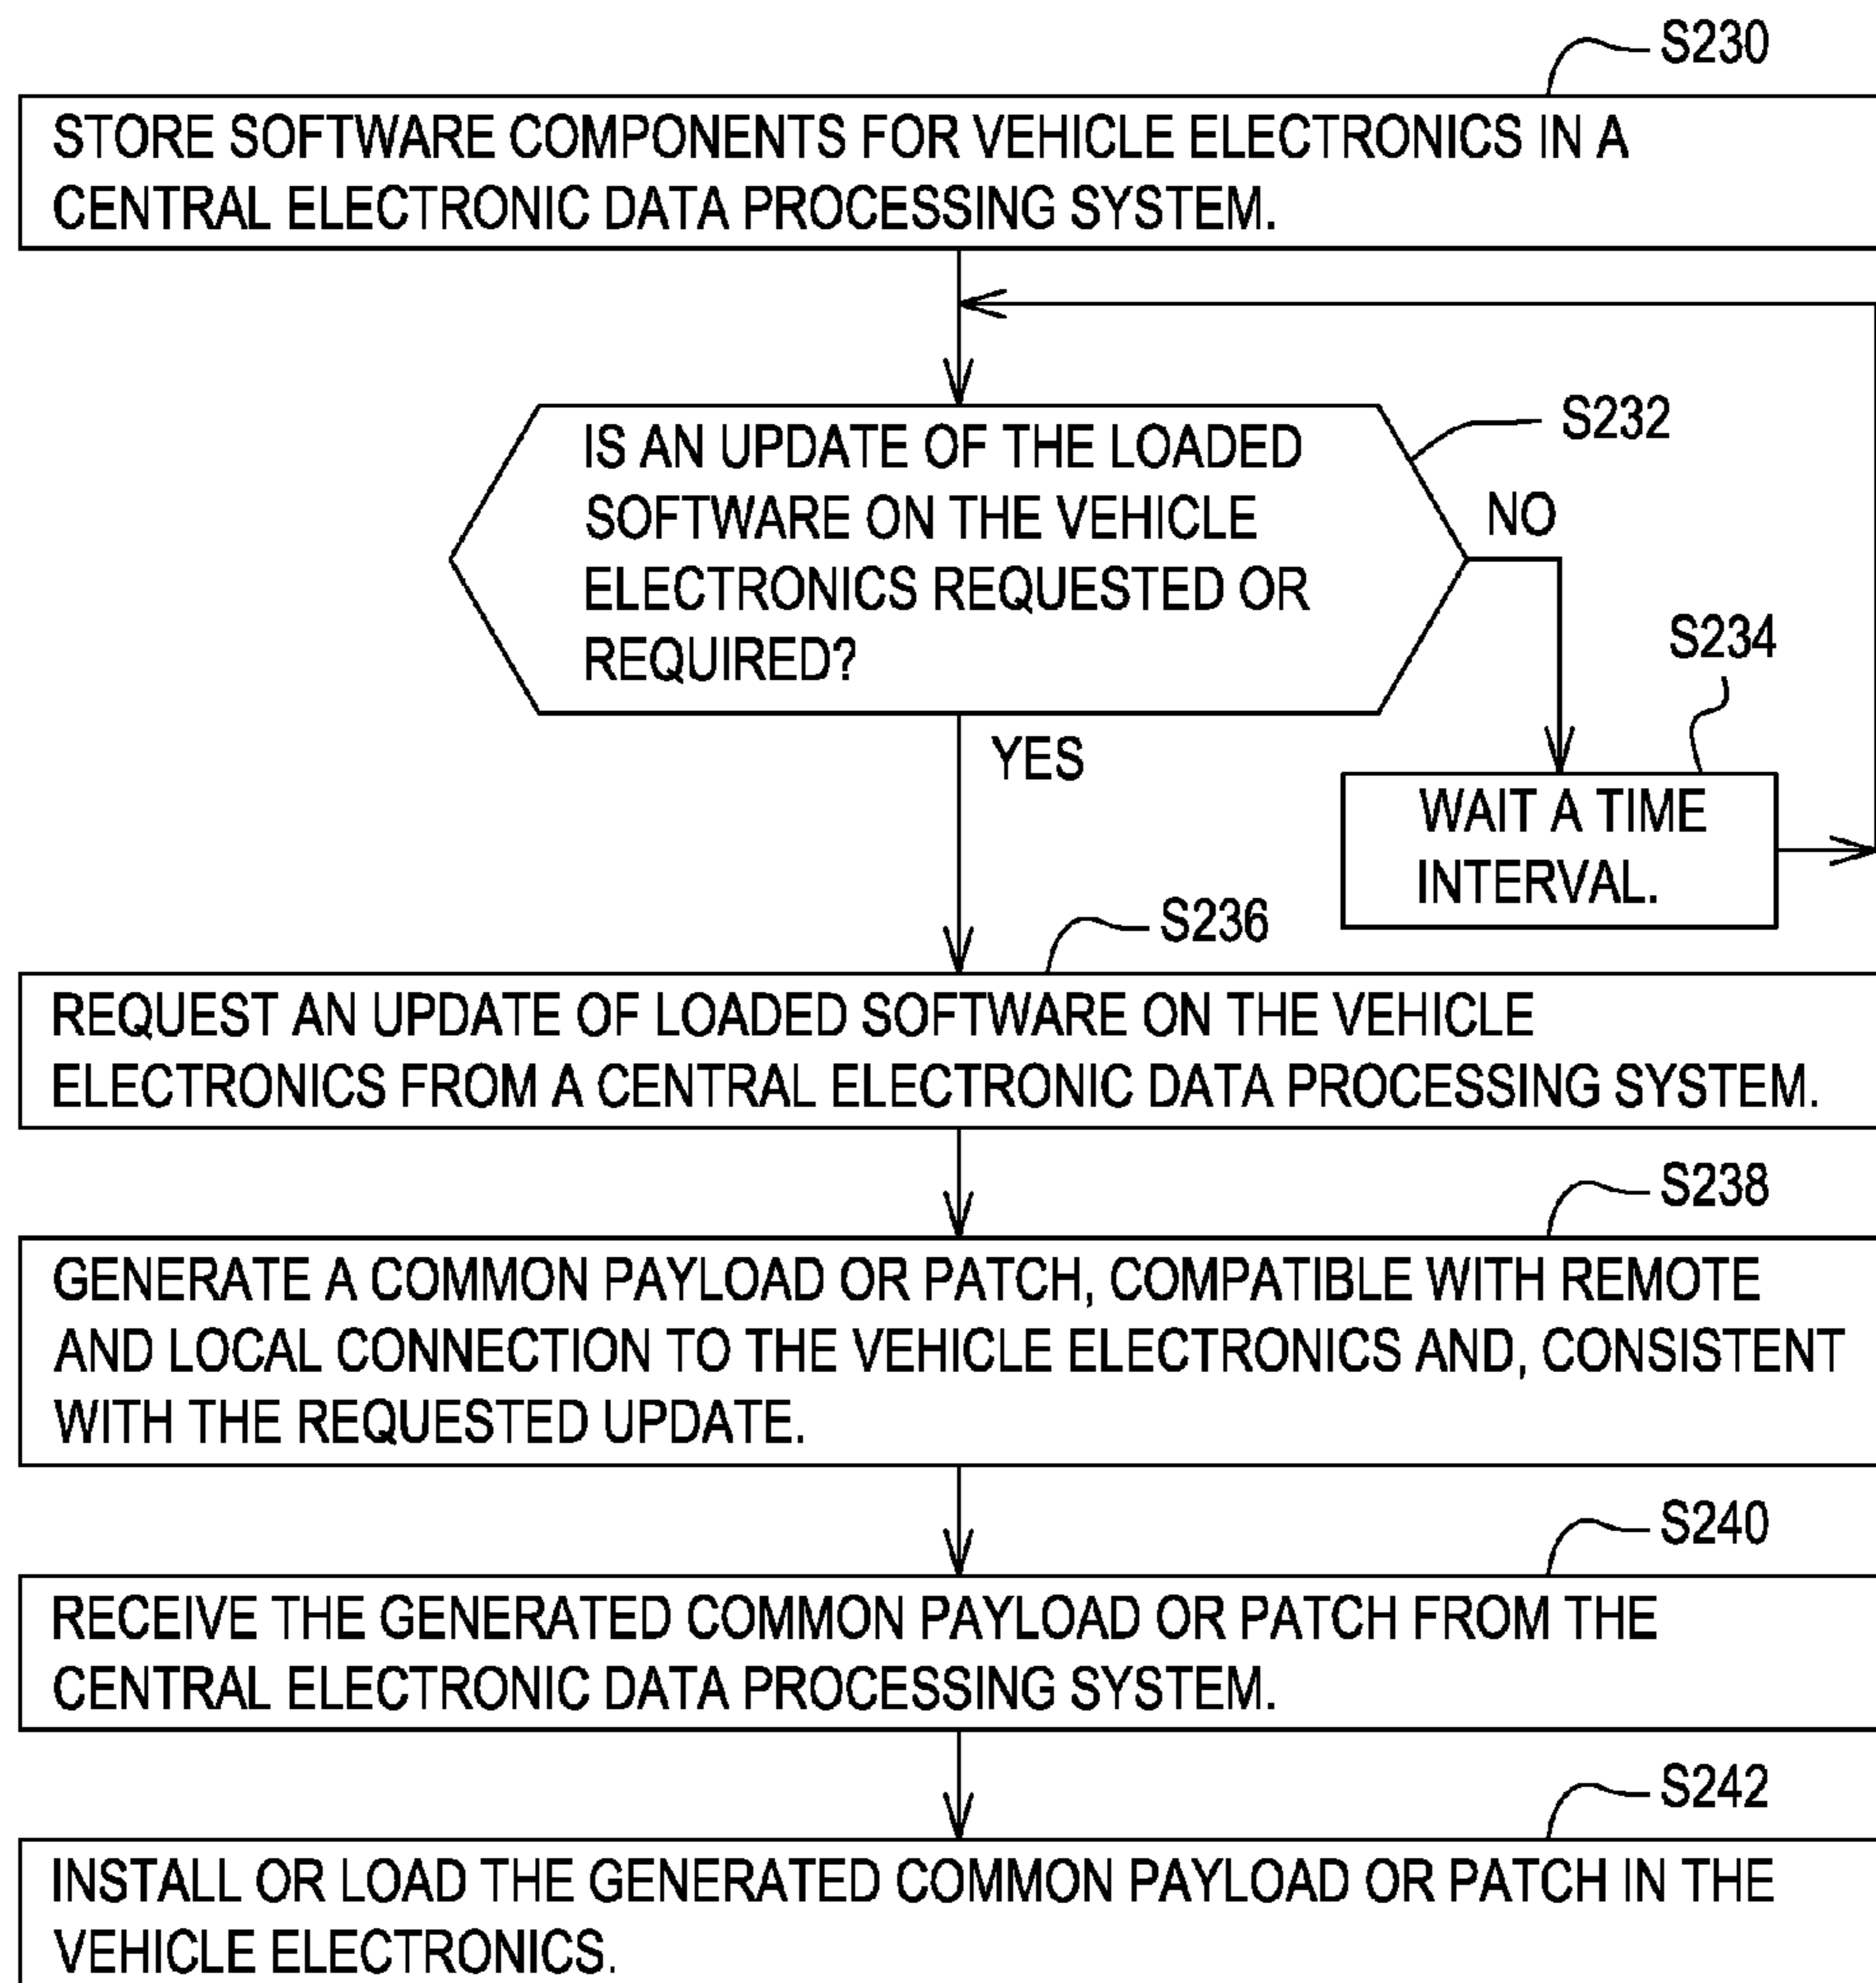 S230
STORE SOFTWARE COMPONENTS FOR VEHICLE ELECTRONICS IN A
CENTRAL ELECTRONIC DATA PROCESSING SYSTEM.
S232
IS AN UPDATE OF THE LOADED
SOFTWARE ON THE VEHICLE
ELECTRONICS REQUESTED OR
REQUIRED?
NO
S234
YES
WAIT A TIME
INTERVAL.
S236
REQUEST AN UPDATE OF LOADED SOFTWARE ON THE VEHICLE
ELECTRONICS FROM A CENTRAL ELECTRONIC DATA PROCESSING SYSTEM.
S238
GENERATE A COMMON PAYLOAD OR PATCH, COMPATIBLE WITH REMOTE
AND LOCAL CONNECTION TO THE VEHICLE ELECTRONICS AND, CONSISTENT
WITH THE REQUESTED UPDATE.
S240
RECEIVE THE GENERATED COMMON PAYLOAD OR PATCH FROM THE
CENTRAL ELECTRONIC DATA PROCESSING SYSTEM.
S242
INSTALL OR LOAD THE GENERATED COMMON PAYLOAD OR PATCH IN THE
VEHICLE ELECTRONICS.